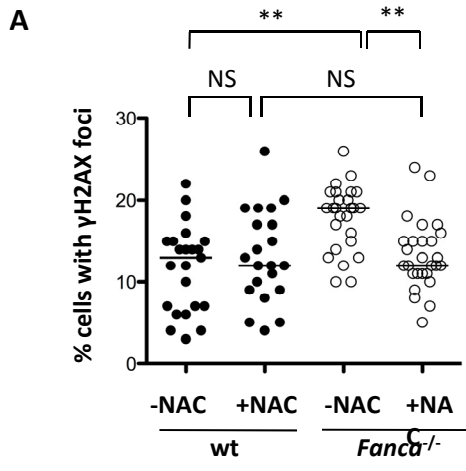 A
** **
NS NS
% cells with γH2AX foci
30
20
10
0
-NAC +NAC -NAC +NA
C
wt Fanca-/-